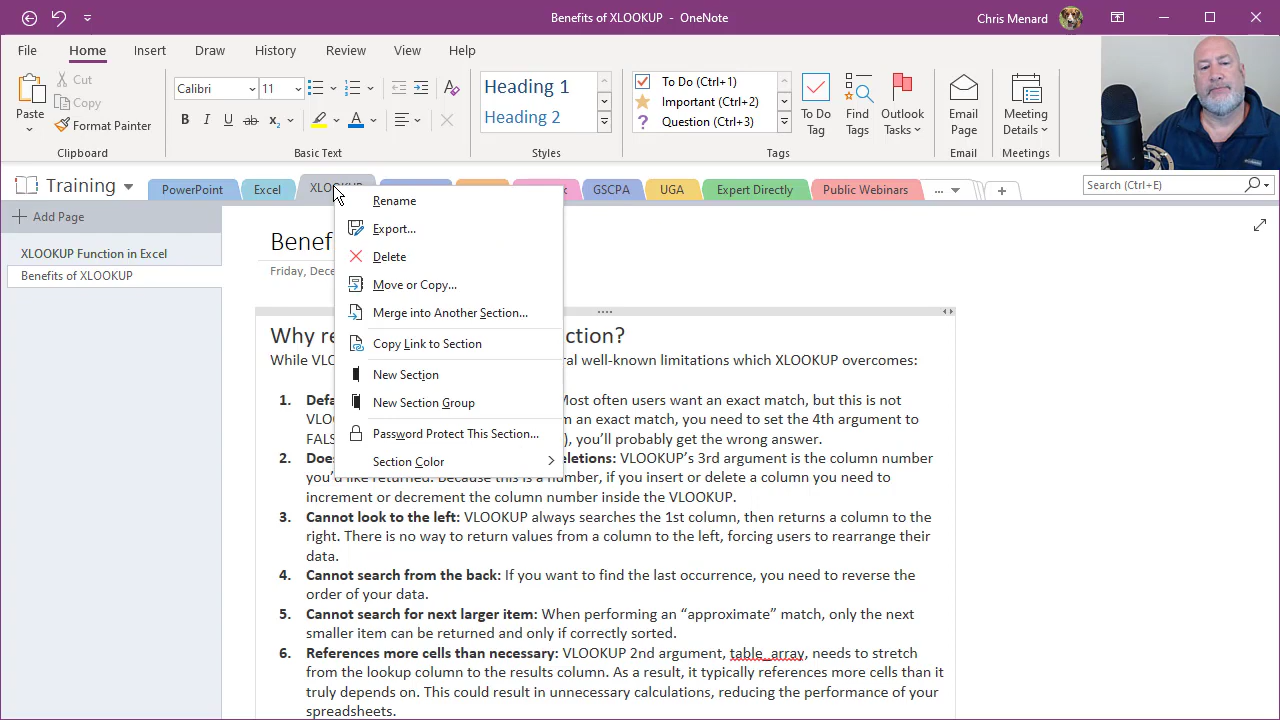 Benefits of XLOOKUP - OneNote
Chris Menard
File Home Insert Draw History Review View Help
Paste
Cut
Copy
Format Painter
Clipboard
Calibri 11
B I U ab x₂ A A
Basic Text
Heading 1
Heading 2
Styles
To Do (Ctrl+1)
Important (Ctrl+2)
? Question (Ctrl+3)
To Do
Tag
Find
Tags
Outlook
Tasks
Tags
Email
Page
Email
Meeting
Details
Meetings
Training
PowerPoint Excel XLOOKUP GSCPA UGA Expert Directly Public Webinars ... +
Search (Ctrl+E)
Add Page
XLOOKUP Function in Excel
Benefits of XLOOKUP
Rename
Export...
Delete
Move or Copy...
Merge into Another Section...
Copy Link to Section
New Section
New Section Group
Password Protect This Section...
Section Color
Friday,
ction?
While ral well-known limitations which XLOOKUP overcomes:
1. Most often users want an exact match, but this is not
m an exact match, you need to set the 4th argument to
), you’ll probably get the wrong answer.
2. Does eletions: VLOOKUP’s 3rd argument is the column number
you’d like returned. Because this is a number, if you insert or delete a column you need to
increment or decrement the column number inside the VLOOKUP.
3. Cannot look to the left: VLOOKUP always searches the 1st column, then returns a column to the
right. There is no way to return values from a column to the left, forcing users to rearrange their
data.
4. Cannot search from the back: If you want to find the last occurrence, you need to reverse the
order of your data.
5. Cannot search for next larger item: When performing an “approximate” match, only the next
smaller item can be returned and only if correctly sorted.
6. References more cells than necessary: VLOOKUP 2nd argument, table_array, needs to stretch
from the lookup column to the results column. As a result, it typically references more cells than it
truly depends on. This could result in unnecessary calculations, reducing the performance of your
spreadsheets.